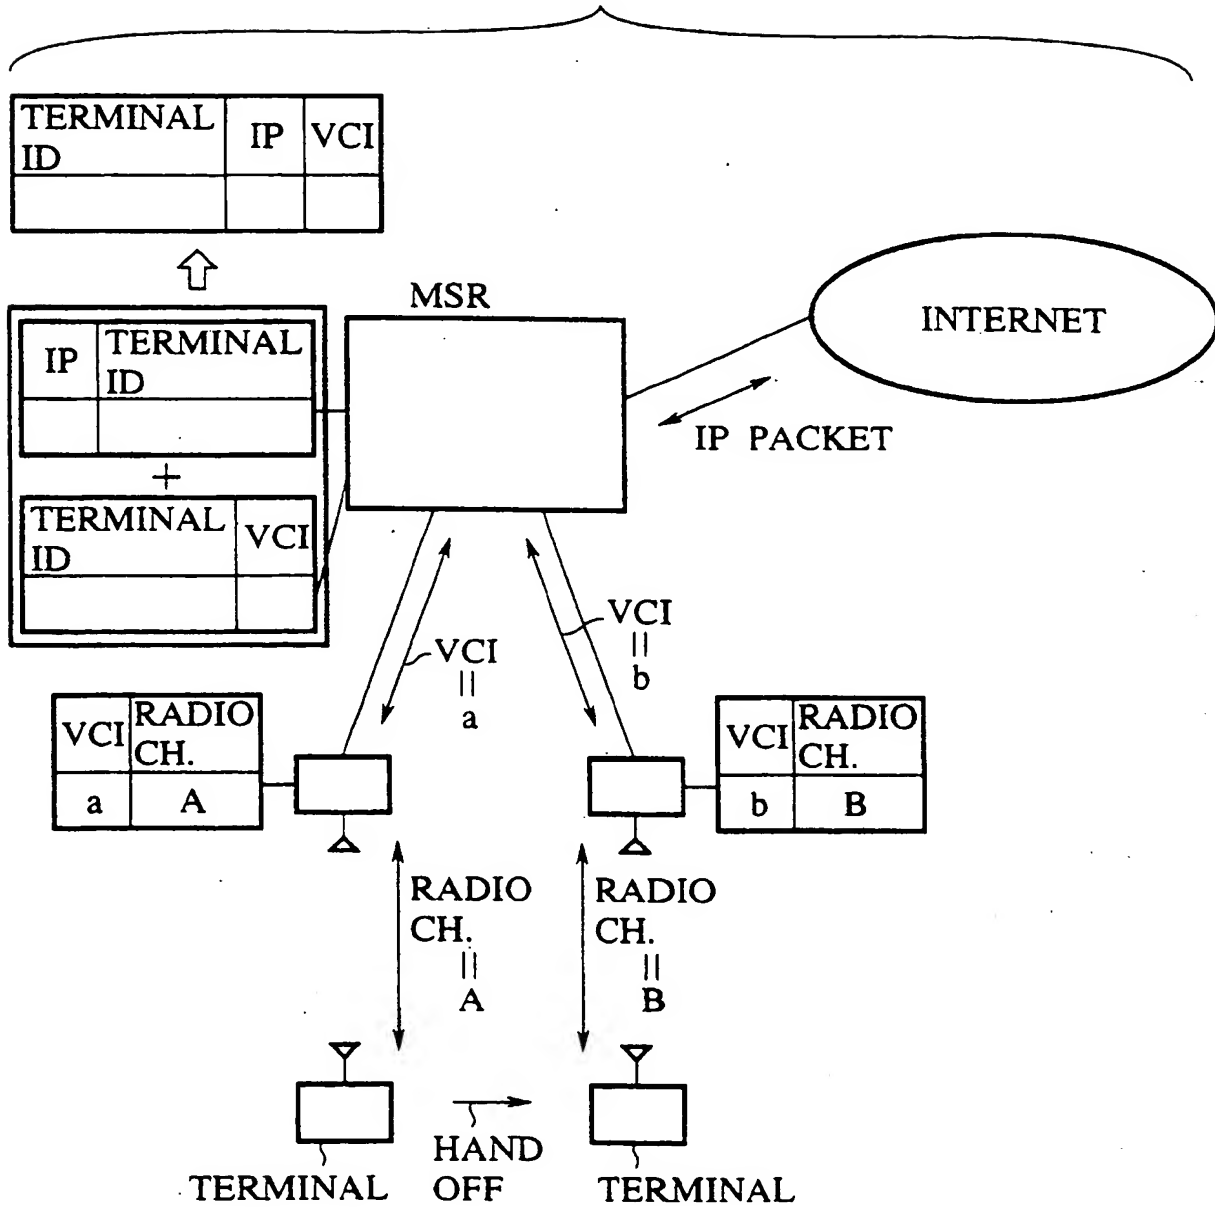 TERMINAL ID
IP
VCI
MSR
INTERNET
IP
TERMINAL ID
IP PACKET
+
TERMINAL ID
VCI
VCI
||
a
VCI
||
b
VCI
RADIO CH.
a
A
VCI
RADIO CH.
b
B
RADIO
CH.
||
A
RADIO
CH.
||
B
HAND
OFF
TERMINAL
TERMINAL